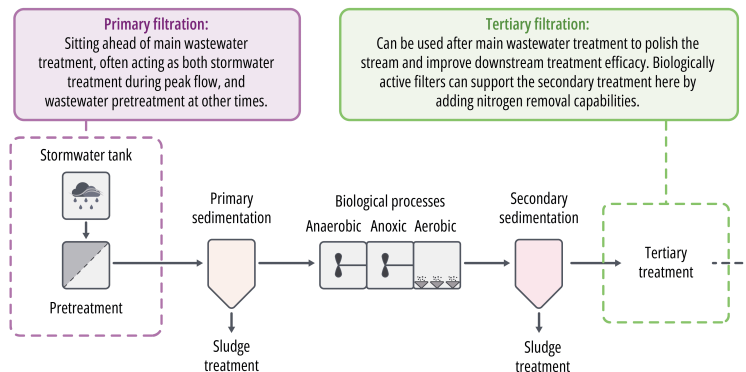 Primary filtration:
Sitting ahead of main wastewater
treatment, often acting as both stormwater
treatment during peak flow, and
wastewater pretreatment at other times.
Tertiary filtration:
Can be used after main wastewater treatment to polish the
stream and improve downstream treatment efficacy. Biologically
active filters can support the secondary treatment here by
adding nitrogen removal capabilities.
Stormwater tank
Pretreatment
Primary
sedimentation
Sludge
treatment
Biological processes
Anaerobic Anoxic Aerobic
Secondary
sedimentation
Sludge
treatment
Tertiary
treatment